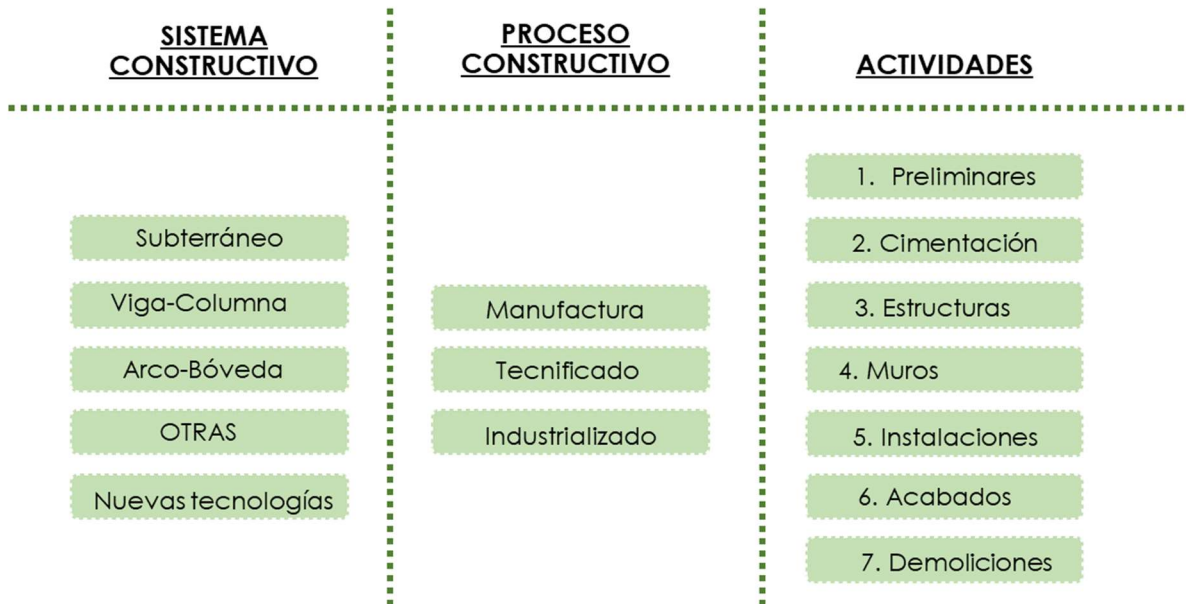 SISTEMA
CONSTRUCTIVO
Subterráneo
Viga-Columna
Arco-Bóveda
OTRAS
Nuevas tecnologías
PROCESO
CONSTRUCTIVO
Manufactura
Tecnificado
Industrializado
ACTIVIDADES
1. Preliminares
2. Cimentación
3. Estructuras
4. Muros
5. Instalaciones
6. Acabados
7. Demoliciones